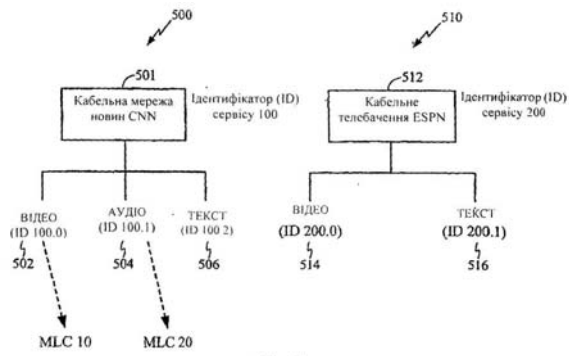 500
510
501
512
Кабельна мережа
новин CNN
Ідентифікатор (ID)
сервісу 100
Кабельне
телебачення ESPN
Ідентифікатор (ID)
сервісу 200
ВІДЕО
(ID 100.0)
АУДІО
(ID 100.1)
ТЕКСТ
(ID 100 2)
ВІДЕО
(ID 200.0)
ТЕКСТ
(ID 200.1)
502
504
506
514
516
MLC 10
MLC 20